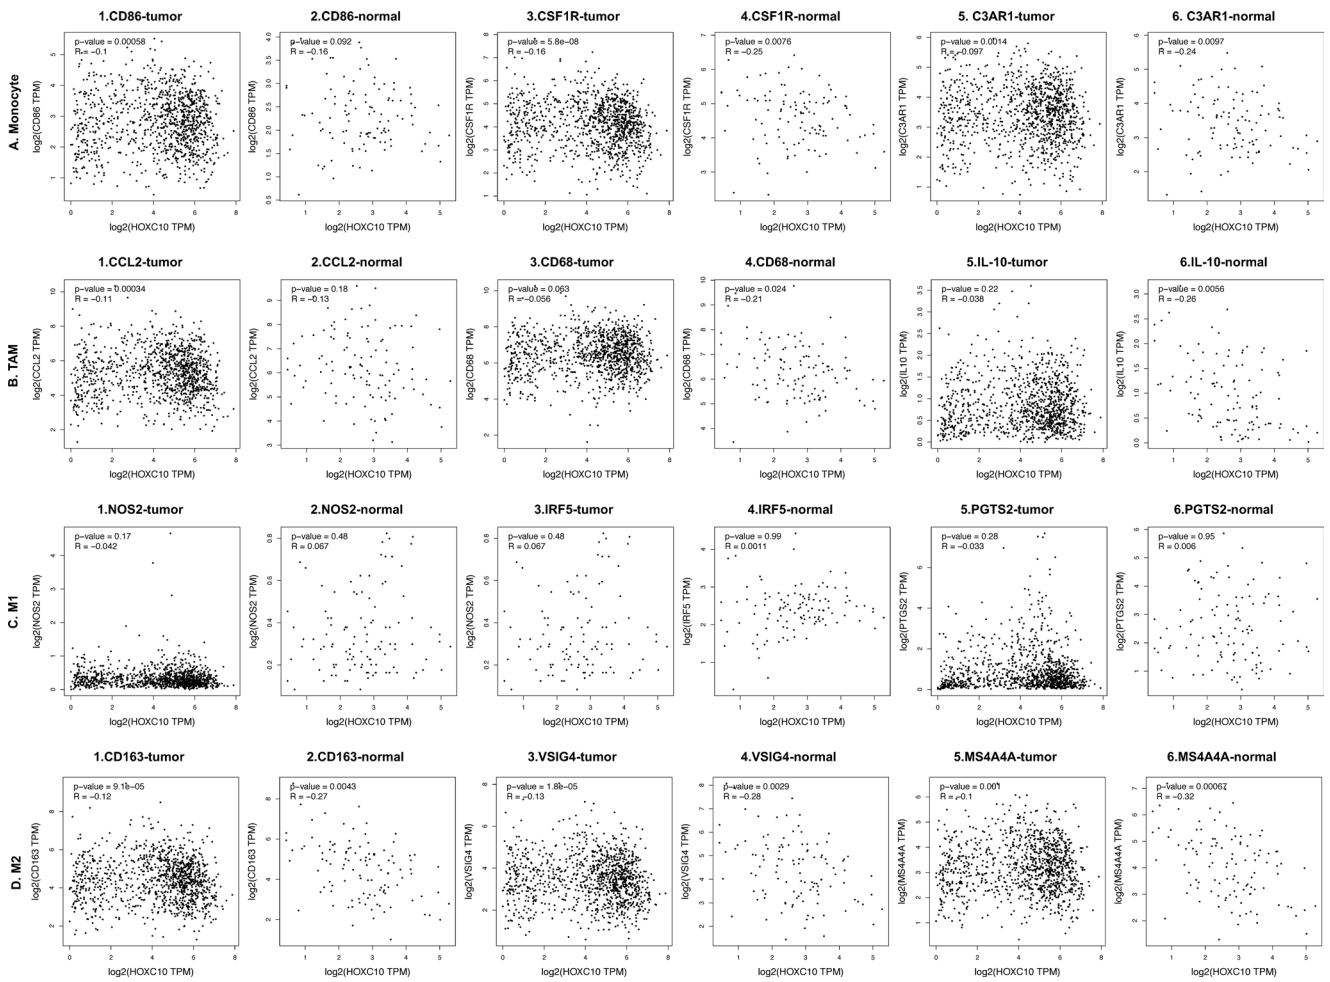 1.CD86-tumor
2.CD86-normal
3.CSF1R-tumor
4.CSF1R-normal
5. C3AR1-tumor
6. C3AR1-normal
A. Monocyte
p-value = 0.00058
R = -0.1
log2(CD86 TPM)
log2(HOXC10 TPM)
p-value = 0.092
R = -0.16
log2(CD86 TPM)
log2(HOXC10 TPM)
p-value = 5.8e-08
R = -0.16
log2(CSF1R TPM)
log2(HOXC10 TPM)
p-value = 0.0076
R = -0.25
log2(CSF1R TPM)
log2(HOXC10 TPM)
p-value = 0.0014
R = -0.097
log2(C3AR1 TPM)
log2(HOXC10 TPM)
p-value = 0.0097
R = -0.24
log2(C3AR1 TPM)
log2(HOXC10 TPM)
1.CCL2-tumor
2.CCL2-normal
3.CD68-tumor
4.CD68-normal
5.IL-10-tumor
6.IL-10-normal
B. TAM
p-value = 0.00034
R = -0.11
log2(CCL2 TPM)
log2(HOXC10 TPM)
p-value = 0.18
R = -0.13
log2(CCL2 TPM)
log2(HOXC10 TPM)
p-value = 0.063
R = -0.056
log2(CD68 TPM)
log2(HOXC10 TPM)
p-value = 0.024
R = -0.21
log2(CD68 TPM)
log2(HOXC10 TPM)
p-value = 0.22
R = -0.038
log2(IL10 TPM)
log2(HOXC10 TPM)
p-value = 0.0056
R = -0.26
log2(IL10 TPM)
log2(HOXC10 TPM)
1.NOS2-tumor
2.NOS2-normal
3.IRF5-tumor
4.IRF5-normal
5.PGTS2-tumor
6.PGTS2-normal
C. M1
p-value = 0.17
R = -0.042
log2(NOS2 TPM)
log2(HOXC10 TPM)
p-value = 0.48
R = 0.067
log2(NOS2 TPM)
log2(HOXC10 TPM)
p-value = 0.48
R = 0.067
log2(NOS2 TPM)
log2(HOXC10 TPM)
p-value = 0.99
R = 0.0011
log2(IRF5 TPM)
log2(HOXC10 TPM)
p-value = 0.28
R = -0.033
log2(PTGS2 TPM)
log2(HOXC10 TPM)
p-value = 0.95
R = 0.006
log2(PTGS2 TPM)
log2(HOXC10 TPM)
1.CD163-tumor
2.CD163-normal
3.VSIG4-tumor
4.VSIG4-normal
5.MS4A4A-tumor
6.MS4A4A-normal
D. M2
p-value = 9.1e-05
R = -0.12
log2(CD163 TPM)
log2(HOXC10 TPM)
p-value = 0.0043
R = -0.27
log2(CD163 TPM)
log2(HOXC10 TPM)
p-value = 1.8e-05
R = -0.13
log2(VSIG4 TPM)
log2(HOXC10 TPM)
p-value = 0.0029
R = -0.28
log2(VSIG4 TPM)
log2(HOXC10 TPM)
p-value = 0.001
R = -0.1
log2(MS4A4A TPM)
log2(HOXC10 TPM)
p-value = 0.00067
R = -0.32
log2(MS4A4A TPM)
log2(HOXC10 TPM)